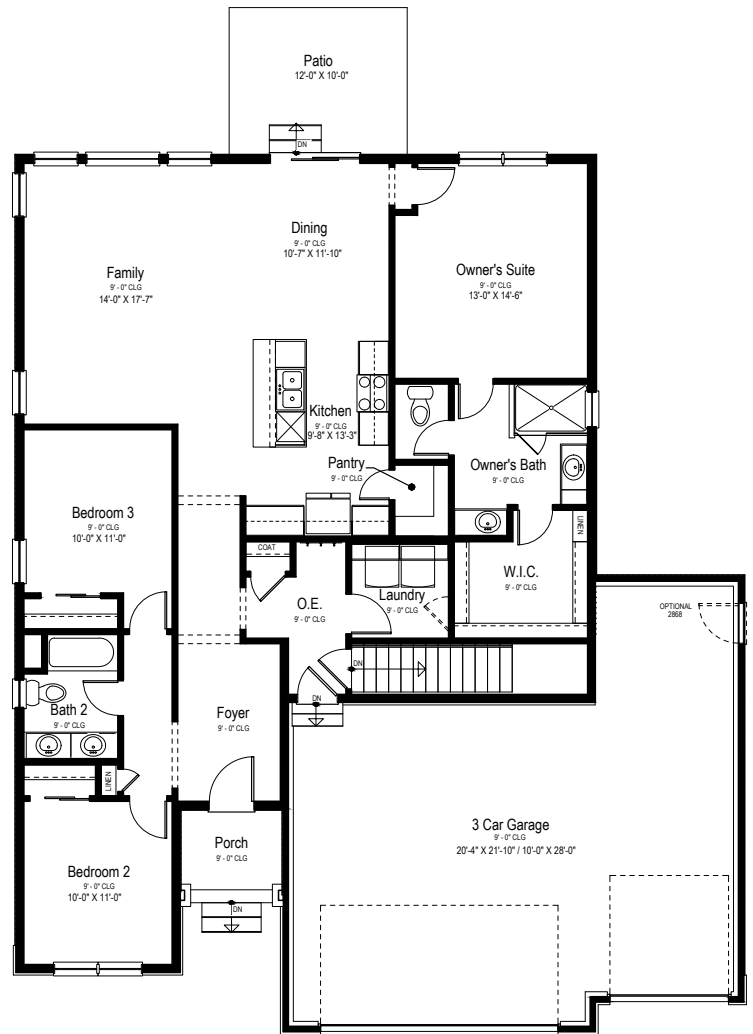 Patio
12'-0" X 10'-0"
DN
Dining
9'-0" CLG
10'-7" X 11'-10"
Family
9'-0" CLG
14'-0" X 17'-7"
Owner's Suite
9'-0" CLG
13'-0" X 14'-6"
Kitchen
9'-0" CLG
9'-8" X 13'-3"
Pantry
9'-0" CLG
Owner's Bath
9'-0" CLG
Bedroom 3
9'-0" CLG
10'-0" X 11'-0"
LINEN
COAT
O.E.
9'-0" CLG
Laundry
9'-0" CLG
W.I.C.
9'-0" CLG
OPTIONAL
2868
DN
DN
Bath 2
9'-0" CLG
Foyer
9'-0" CLG
LINEN
3 Car Garage
9'-0" CLG
20'-4" X 21'-10" / 10'-0" X 28'-0"
Porch
9'-0" CLG
Bedroom 2
9'-0" CLG
10'-0" X 11'-0"
DN